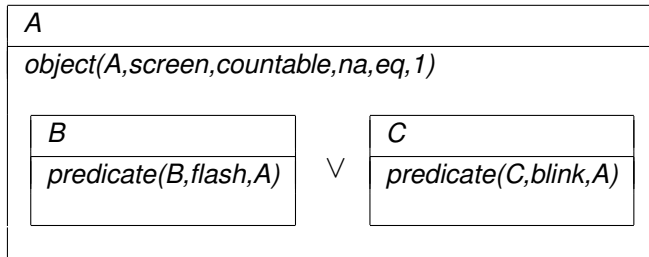 A
object(A,screen,countable,na,eq,1)
B
predicate(B,flash,A)
∨
C
predicate(C,blink,A)